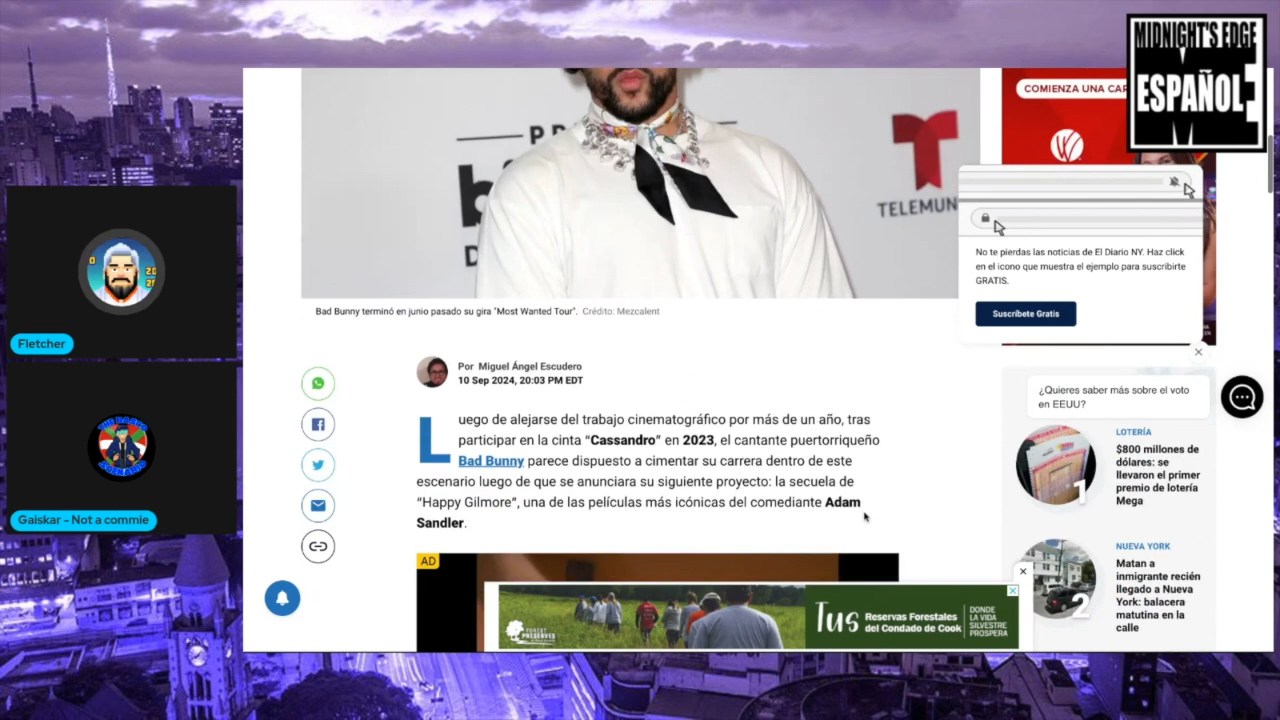 MIDNIGHT'S EDGE
ESPAÑOL
COMIENZA UNA CAR
TELEMUN
No te pierdas las noticias de El Diario NY. Haz click
en el icono que muestra el ejemplo para suscribirte
GRATIS.
Suscríbete Gratis
Bad Bunny terminó en junio pasado su gira "Most Wanted Tour". Crédito: Mezcalent
Fletcher
Gaiskar - Not a commie
Por Miguel Ángel Escudero
10 Sep 2024, 20:03 PM EDT
Luego de alejarse del trabajo cinematográfico por más de un año, tras
participar en la cinta “Cassandro” en 2023, el cantante puertorriqueño
Bad Bunny parece dispuesto a cimentar su carrera dentro de este
escenario luego de que se anunciara su siguiente proyecto: la secuela de
“Happy Gilmore”, una de las películas más icónicas del comediante Adam
Sandler.
AD
¿Quieres saber más sobre el voto
en EEUU?
1
LOTERÍA
$800 millones de
dólares: se
llevaron el primer
premio de lotería
Mega
2
NUEVA YORK
Matan a
inmigrante recién
llegado a Nueva
York: balacera
matutina en la
calle
FOREST
PRESERVES
Tus
Reservas Forestales
del Condado de Cook
DONDE
LA VIDA
SILVESTRE
PROSPERA